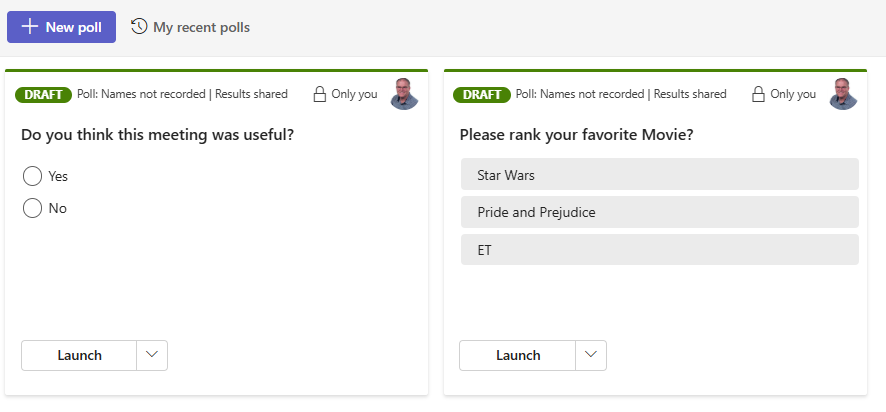 New poll
My recent polls
DRAFT Poll: Names not recorded | Results shared Only you
Do you think this meeting was useful?
Yes
No
Launch
DRAFT Poll: Names not recorded | Results shared Only you
Please rank your favorite Movie?
Star Wars
Pride and Prejudice
ET
Launch